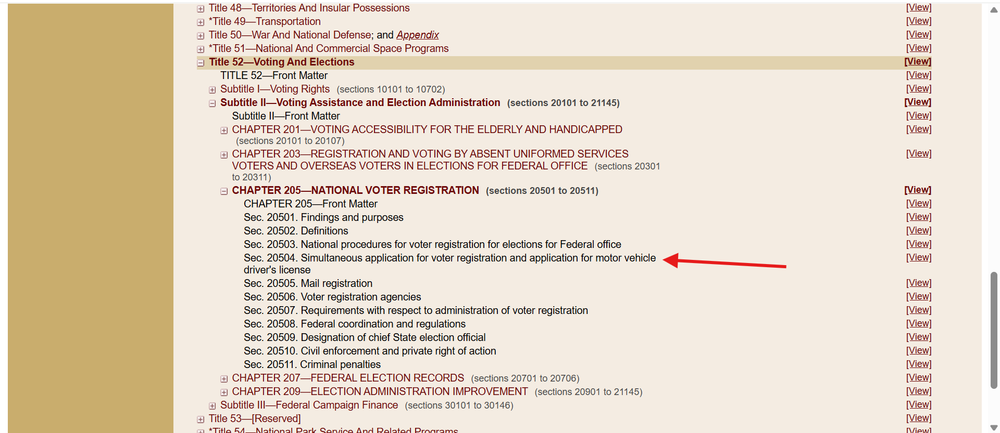 Title 48—Territories And Insular Possessions [View]
*Title 49—Transportation [View]
Title 50—War And National Defense; and Appendix [View]
*Title 51—National And Commercial Space Programs [View]
Title 52—Voting And Elections [View]
TITLE 52—Front Matter [View]
Subtitle I—Voting Rights (sections 10101 to 10702) [View]
Subtitle II—Voting Assistance and Election Administration (sections 20101 to 21145) [View]
Subtitle II—Front Matter [View]
CHAPTER 201—VOTING ACCESSIBILITY FOR THE ELDERLY AND HANDICAPPED [View]
(sections 20101 to 20107)
CHAPTER 203—REGISTRATION AND VOTING BY ABSENT UNIFORMED SERVICES [View]
VOTERS AND OVERSEAS VOTERS IN ELECTIONS FOR FEDERAL OFFICE (sections 20301
to 20311)
CHAPTER 205—NATIONAL VOTER REGISTRATION (sections 20501 to 20511) [View]
CHAPTER 205—Front Matter [View]
Sec. 20501. Findings and purposes [View]
Sec. 20502. Definitions [View]
Sec. 20503. National procedures for voter registration for elections for Federal office [View]
Sec. 20504. Simultaneous application for voter registration and application for motor vehicle [View]
driver's license
Sec. 20505. Mail registration [View]
Sec. 20506. Voter registration agencies [View]
Sec. 20507. Requirements with respect to administration of voter registration [View]
Sec. 20508. Federal coordination and regulations [View]
Sec. 20509. Designation of chief State election official [View]
Sec. 20510. Civil enforcement and private right of action [View]
Sec. 20511. Criminal penalties [View]
CHAPTER 207—FEDERAL ELECTION RECORDS (sections 20701 to 20706) [View]
CHAPTER 209—ELECTION ADMINISTRATION IMPROVEMENT (sections 20901 to 21145) [View]
Subtitle III—Federal Campaign Finance (sections 30101 to 30146) [View]
Title 53—[Reserved] [View]
*Title 54—National Park Service And Related Programs [View]